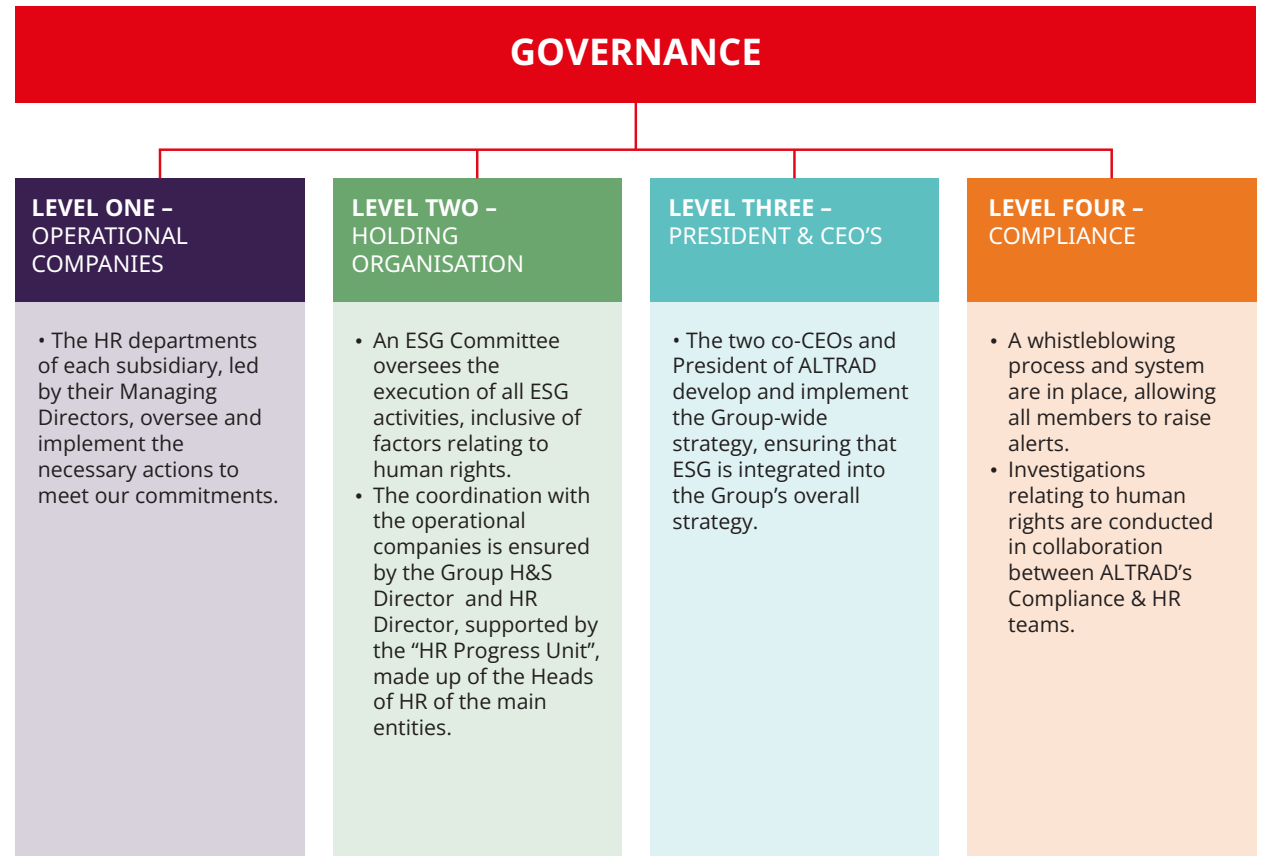 GOVERNANCE
LEVEL ONE –
OPERATIONAL
COMPANIES
• The HR departments
of each subsidiary, led
by their Managing
Directors, oversee and
implement the
necessary actions to
meet our commitments.
LEVEL TWO –
HOLDING
ORGANISATION
• An ESG Committee
oversees the
execution of all ESG
activities, inclusive of
factors relating to
human rights.
• The coordination with
the operational
companies is ensured
by the Group H&S
Director  and HR
Director, supported by
the “HR Progress Unit”,
made up of the Heads
of HR of the main
entities.
LEVEL THREE –
PRESIDENT & CEO’S
• The two co-CEOs and
President of ALTRAD
develop and implement
the Group-wide
strategy, ensuring that
ESG is integrated into
the Group’s overall
strategy.
LEVEL FOUR –
COMPLIANCE
• A whistleblowing
process and system
are in place, allowing
all members to raise
alerts.
• Investigations
relating to human
rights are conducted
in collaboration
between ALTRAD’s
Compliance & HR
teams.